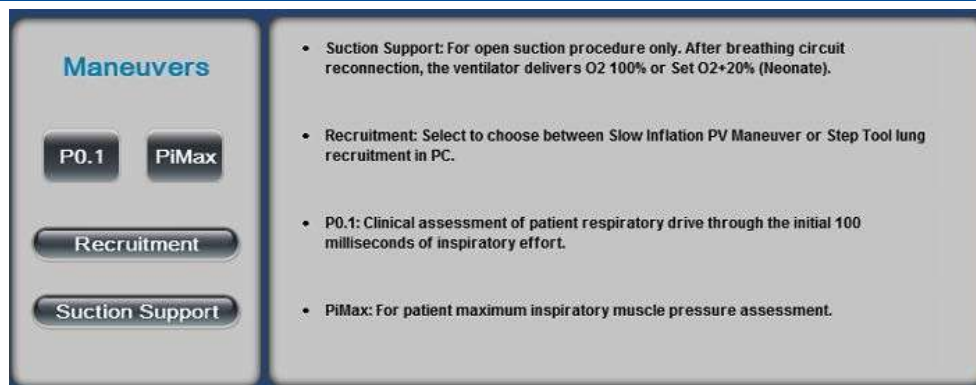 Maneuvers
P0.1
PiMax
Recruitment
Suction Support
• Suction Support: For open suction procedure only. After breathing circuit
reconnection, the ventilator delivers O2 100% or Set O2+20% (Neonate).
• Recruitment: Select to choose between Slow Inflation PV Maneuver or Step Tool lung
recruitment in PC.
• P0.1: Clinical assessment of patient respiratory drive through the initial 100
milliseconds of inspiratory effort.
• PiMax: For patient maximum inspiratory muscle pressure assessment.